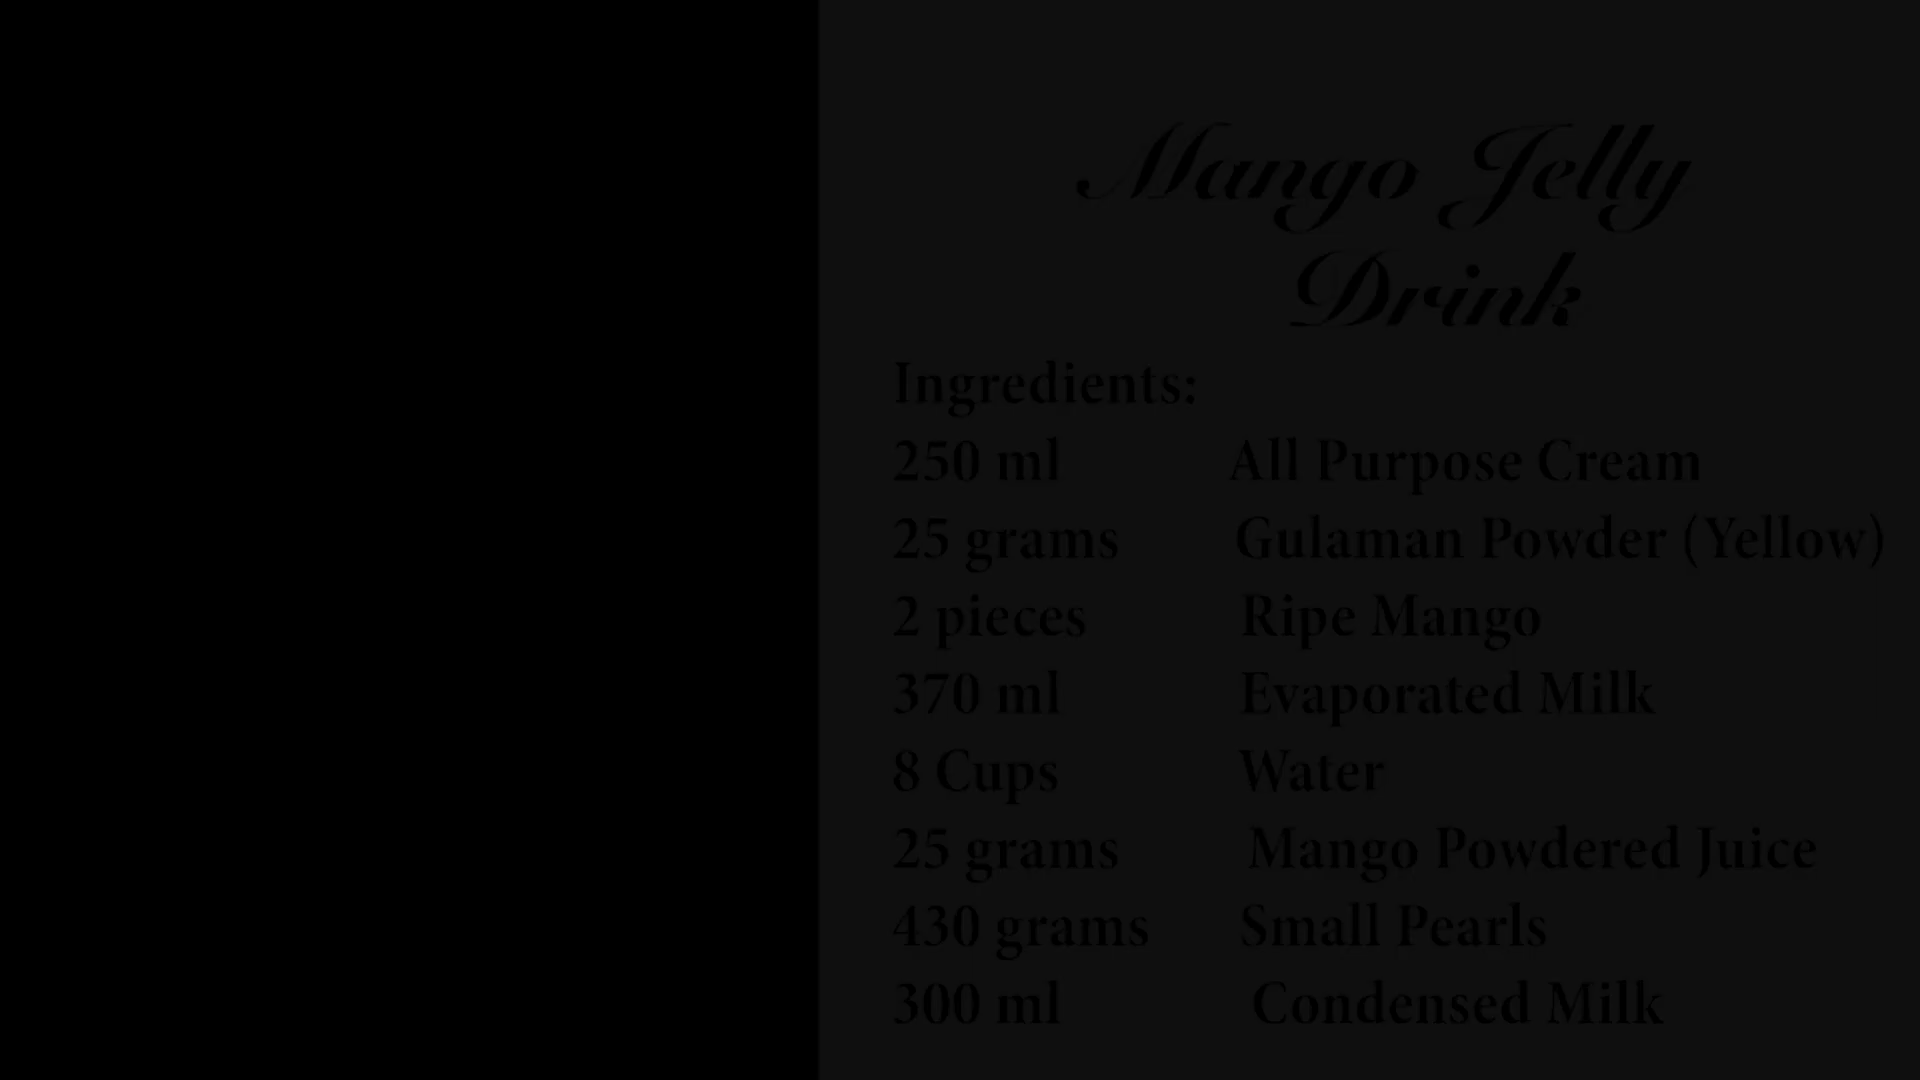 Mango Jelly
Drink
Ingredients:
250 ml All Purpose Cream
25 grams Gulaman Powder (Yellow)
2 pieces Ripe Mango
370 ml Evaporated Milk
8 Cups Water
25 grams Mango Powdered Juice
430 grams Small Pearls
300 ml Condensed Milk